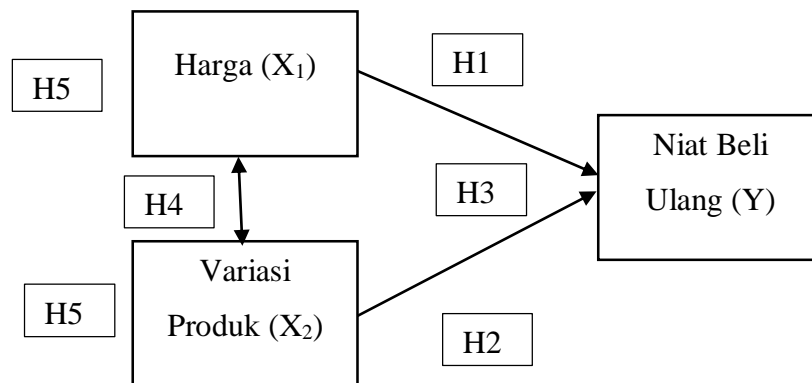 Harga (X₁)
H5
H1
Niat Beli
Ulang (Y)
H4
H3
Variasi
Produk (X₂)
H5
H2